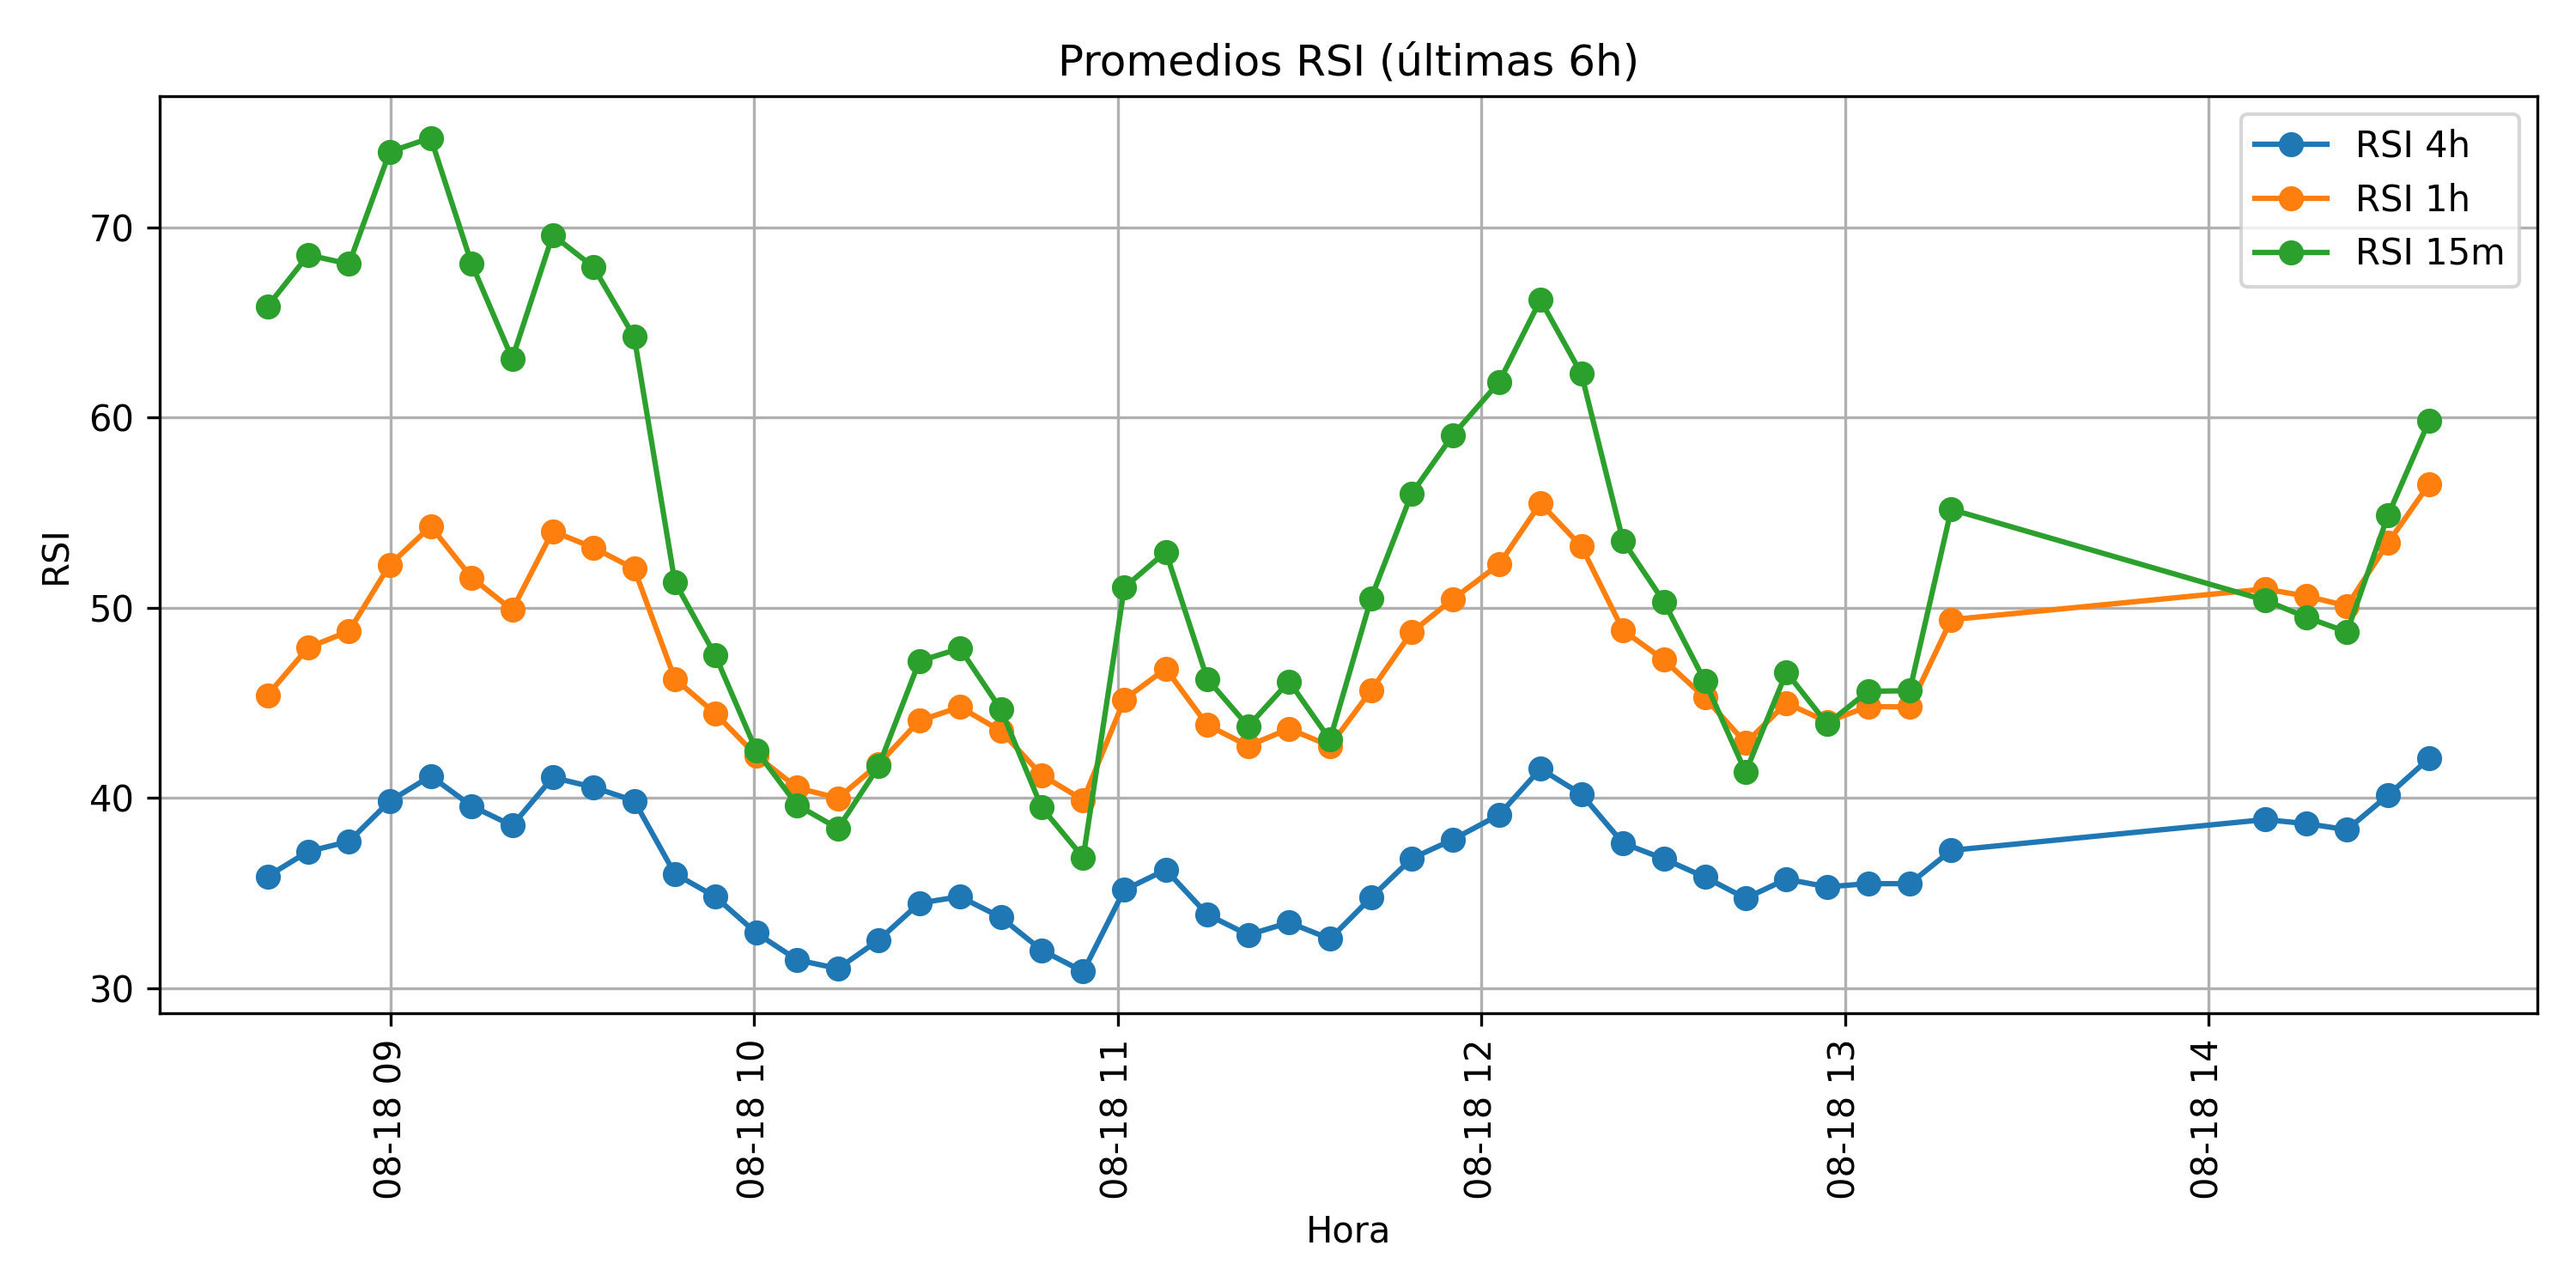 Promedios RSI (últimas 6h)
RSI 4h
RSI 1h
RSI 15m
RSI
70
60
50
40
30
08-18 09
08-18 10
08-18 11
08-18 12
08-18 13
08-18 14
Hora